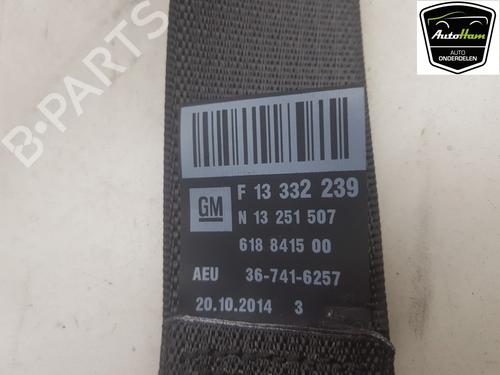 AutoHam
AUTO
ONDERDELEN
B-PARTS
GM
F 13 332 239
N 13 251 507
618 8415 00
AEU 36-741-6257
20.10.2014 3